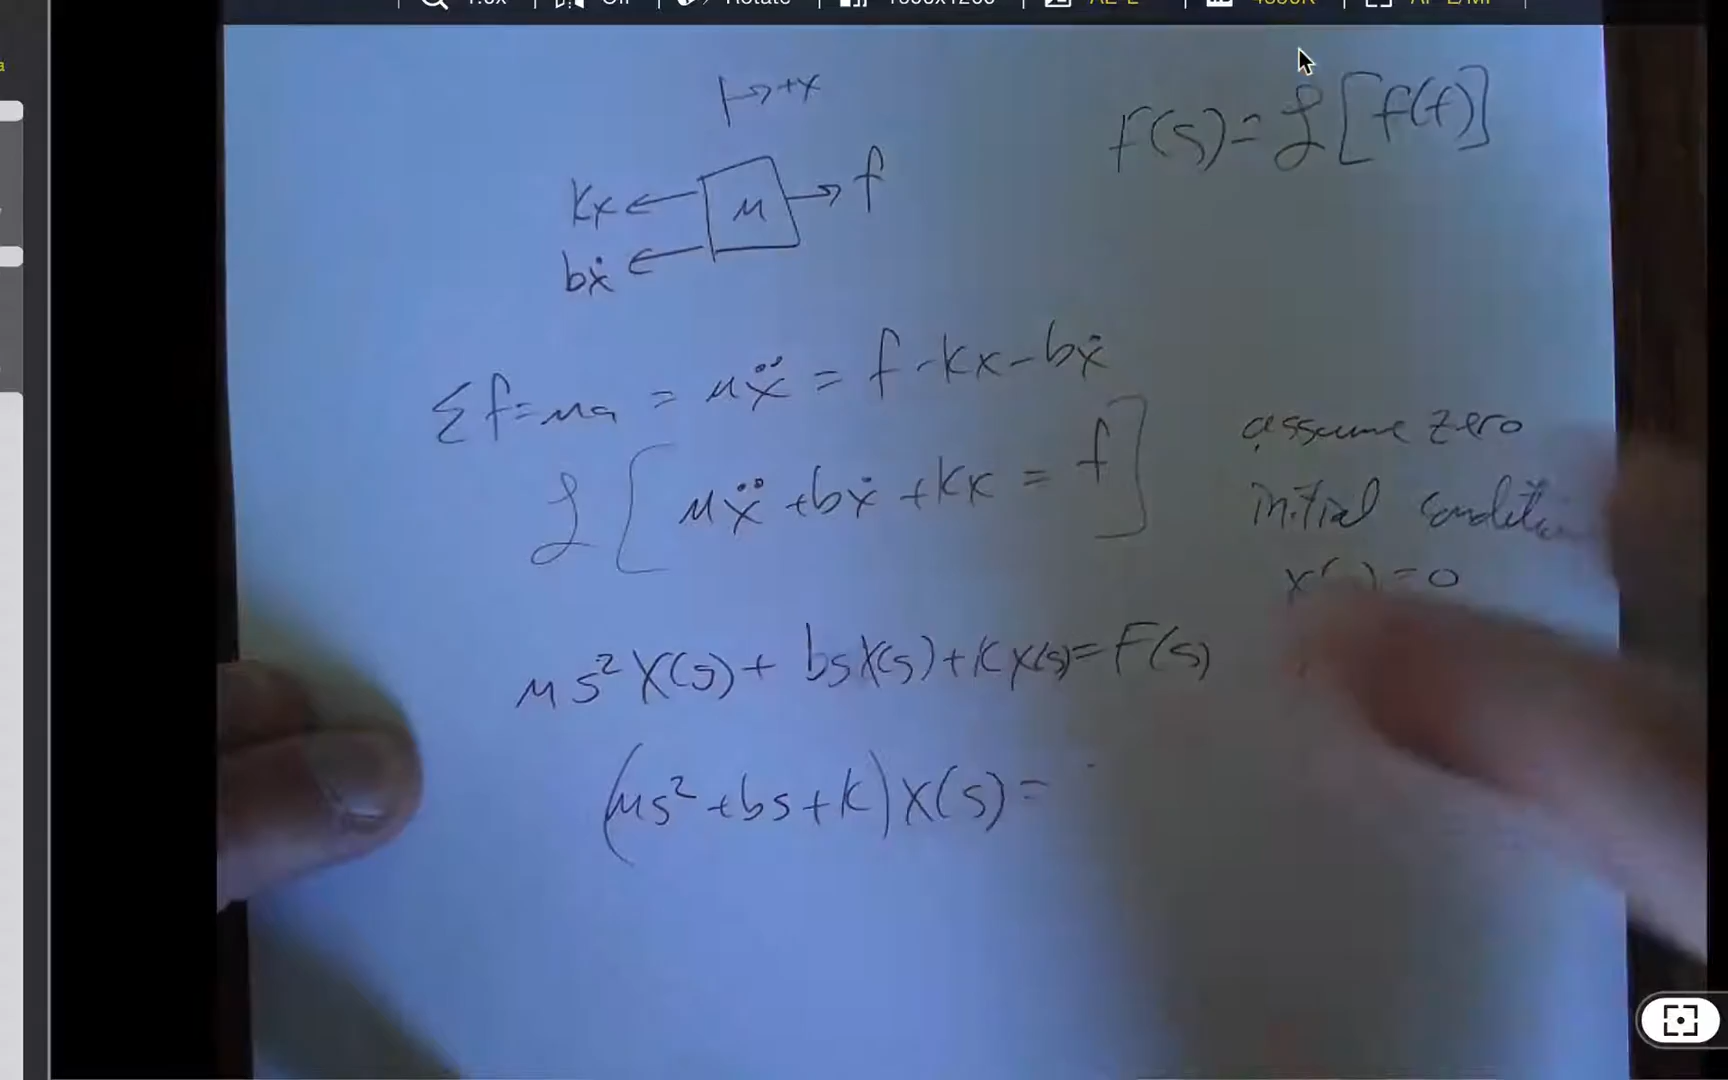 ↦ +x
F(s) = ℒ[f(t)]
kx ← M → f
bẋ ←
Σf = ma = mẍ = f - kx - bẋ
ℒ[mẍ + bẋ + kx = f]
assume zero
initial condition
x( ) = 0
ms²X(s) + bsX(s) + kX(s) = F(s)
(ms² + bs + k)X(s) =